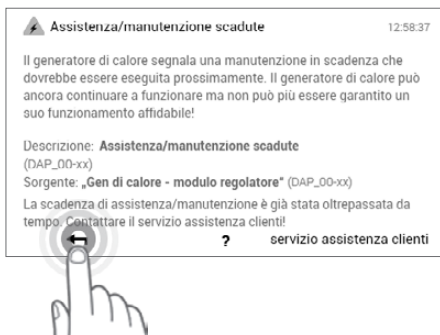 Assistenza/manutenzione scadute 12:58:37
Il generatore di calore segnala una manutenzione in scadenza che
dovrebbe essere eseguita prossimamente. Il generatore di calore può
ancora continuare a funzionare ma non può più essere garantito un
suo funzionamento affidabile!
Descrizione: Assistenza/manutenzione scadute
(DAP_00-xx)
Sorgente: „Gen di calore - modulo regolatore" (DAP_00-xx)
La scadenza di assistenza/manutenzione è già stata oltrepassata da
tempo. Contattare il servizio assistenza clienti!
? servizio assistenza clienti